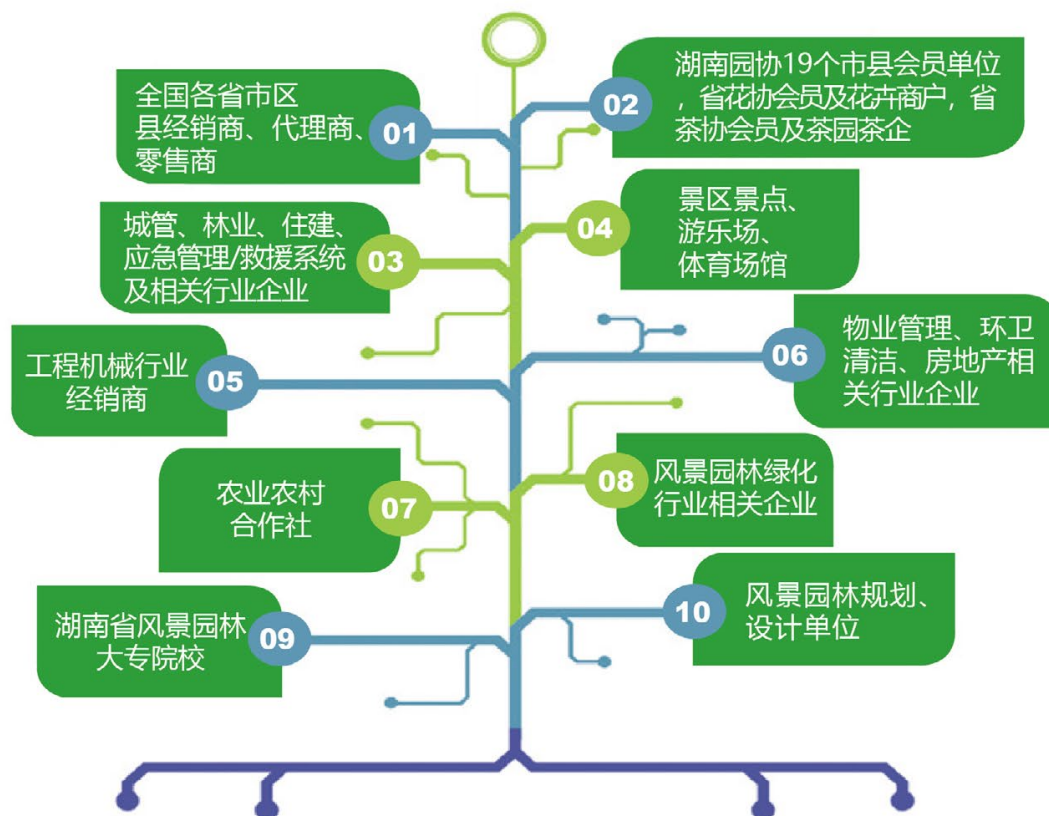 全国各省市区
县经销商、代理商、
零售商
01
02
湖南园协19个市县会员单位
，省花协会员及花卉商户，省
茶协会员及茶园茶企
城管、林业、住建、
应急管理/救援系统
及相关行业企业
03
04
景区景点、
游乐场、
体育场馆
工程机械行业
经销商
05
06
物业管理、环卫
清洁、房地产相
关行业企业
农业农村
合作社
07
08
风景园林绿化
行业相关企业
湖南省风景园林
大专院校
09
10
风景园林规划、
设计单位